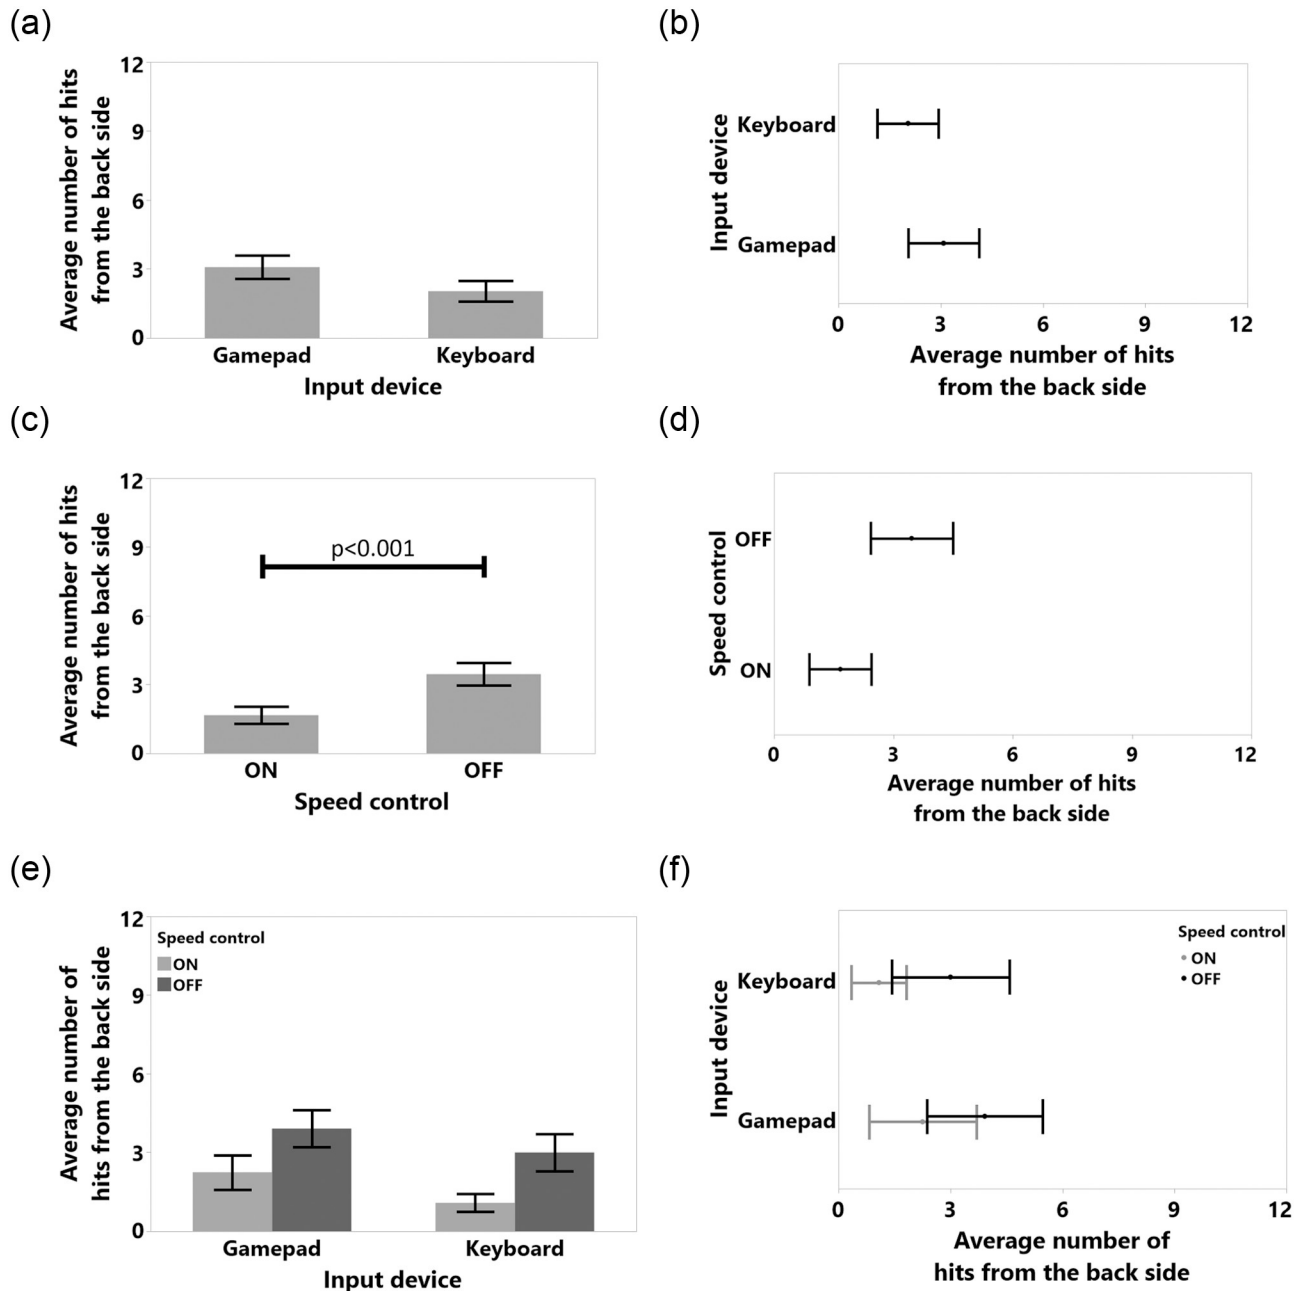 (a)
12
9
6
3
0
Average number of hits
from the back side
Gamepad
Keyboard
Input device
(b)
Input device
Keyboard
Gamepad
0 3 6 9 12
Average number of hits
from the back side
(c)
12
9
6
3
0
Average number of hits
from the back side
p<0.001
ON
OFF
Speed control
(d)
Speed control
OFF
ON
0 3 6 9 12
Average number of hits
from the back side
(e)
12
9
6
3
0
Average number of
hits from the back side
Speed control
ON
OFF
Gamepad
Keyboard
Input device
(f)
Input device
Keyboard
Gamepad
Speed control
ON
OFF
0 3 6 9 12
Average number of
hits from the back side